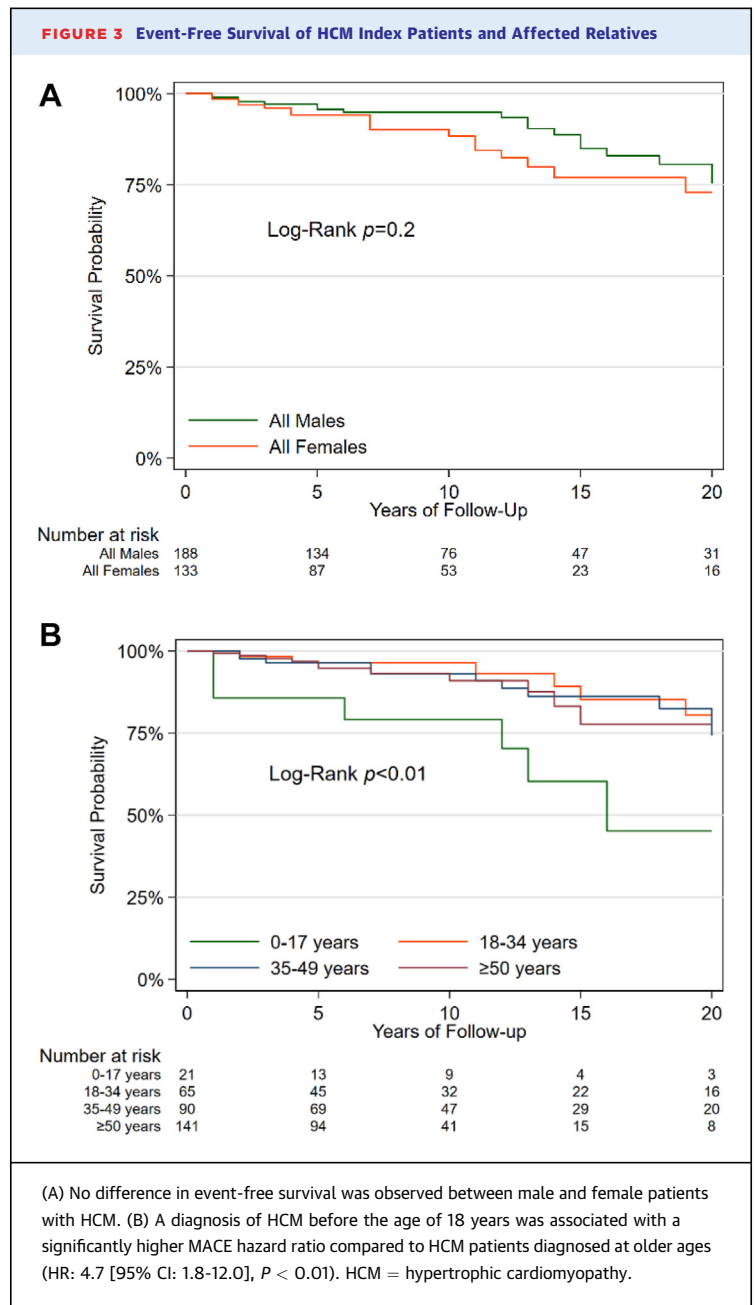 FIGURE 3 Event-Free Survival of HCM Index Patients and Affected Relatives
A
100%
75%
50%
25%
0%
Survival Probability
Log-Rank p=0.2
All Males
All Females
0 5 10 15 20
Years of Follow-Up
Number at risk
All Males 188 134 76 47 31
All Females 133 87 53 23 16
B
100%
75%
50%
25%
0%
Survival Probability
Log-Rank p<0.01
0-17 years 18-34 years
35-49 years ≥50 years
0 5 10 15 20
Years of Follow-up
Number at risk
0-17 years 21 13 9 4 3
18-34 years 65 45 32 22 16
35-49 years 90 69 47 29 20
≥50 years 141 94 41 15 8
(A) No difference in event-free survival was observed between male and female patients
with HCM. (B) A diagnosis of HCM before the age of 18 years was associated with a
significantly higher MACE hazard ratio compared to HCM patients diagnosed at older ages
(HR: 4.7 [95% CI: 1.8-12.0], P < 0.01). HCM = hypertrophic cardiomyopathy.